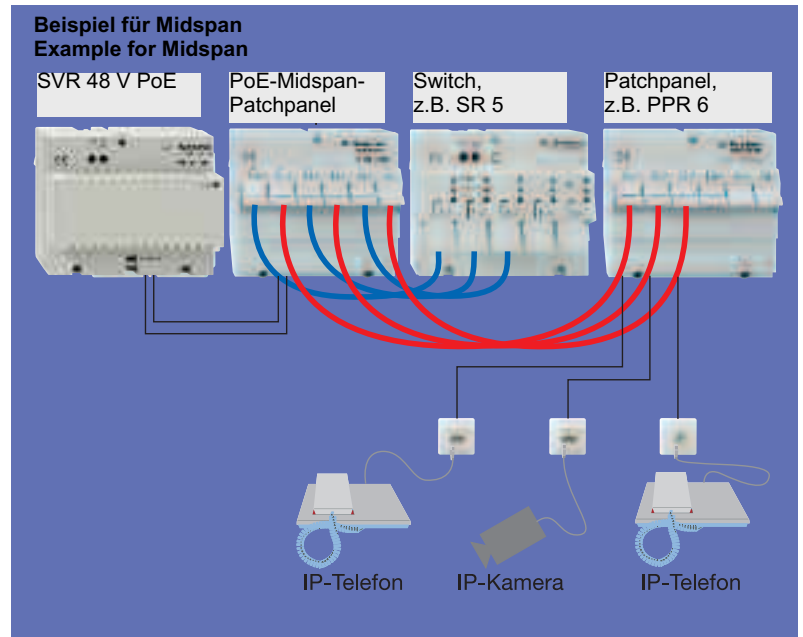 Beispiel für Midspan
Example for Midspan
SVR 48 V PoE
PoE-Midspan-
Patchpanel
Switch,
z.B. SR 5
Patchpanel,
z.B. PPR 6
IP-Telefon
IP-Kamera
IP-Telefon